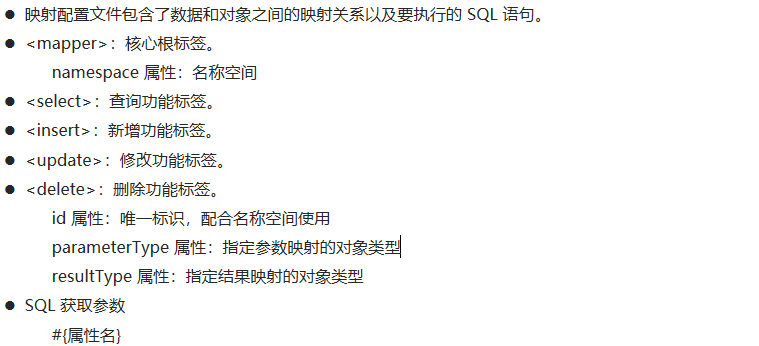 ● 映射配置文件包含了数据和对象之间的映射关系以及要执行的 SQL 语句。
● <mapper>：核心根标签。
namespace 属性：名称空间
● <select>：查询功能标签。
● <insert>：新增功能标签。
● <update>：修改功能标签。
● <delete>：删除功能标签。
id 属性：唯一标识，配合名称空间使用
parameterType 属性：指定参数映射的对象类型
resultType 属性：指定结果映射的对象类型
● SQL 获取参数
#{属性名}